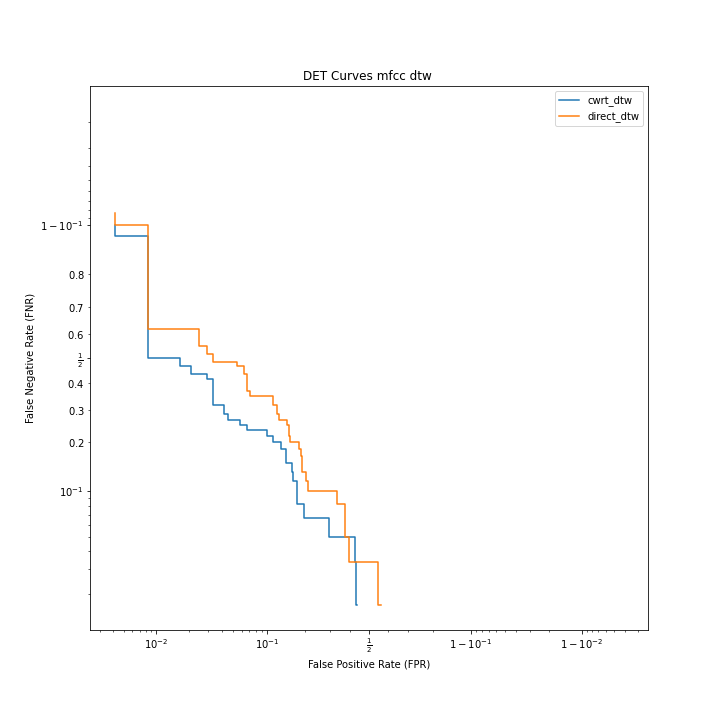 DET Curves mfcc dtw
cwrt_dtw
direct_dtw
1 − 10⁻¹
0.8
0.7
0.6
½
0.4
0.3
0.2
10⁻¹
False Negative Rate (FNR)
10⁻² 10⁻¹ ½ 1 − 10⁻¹ 1 − 10⁻²
False Positive Rate (FPR)